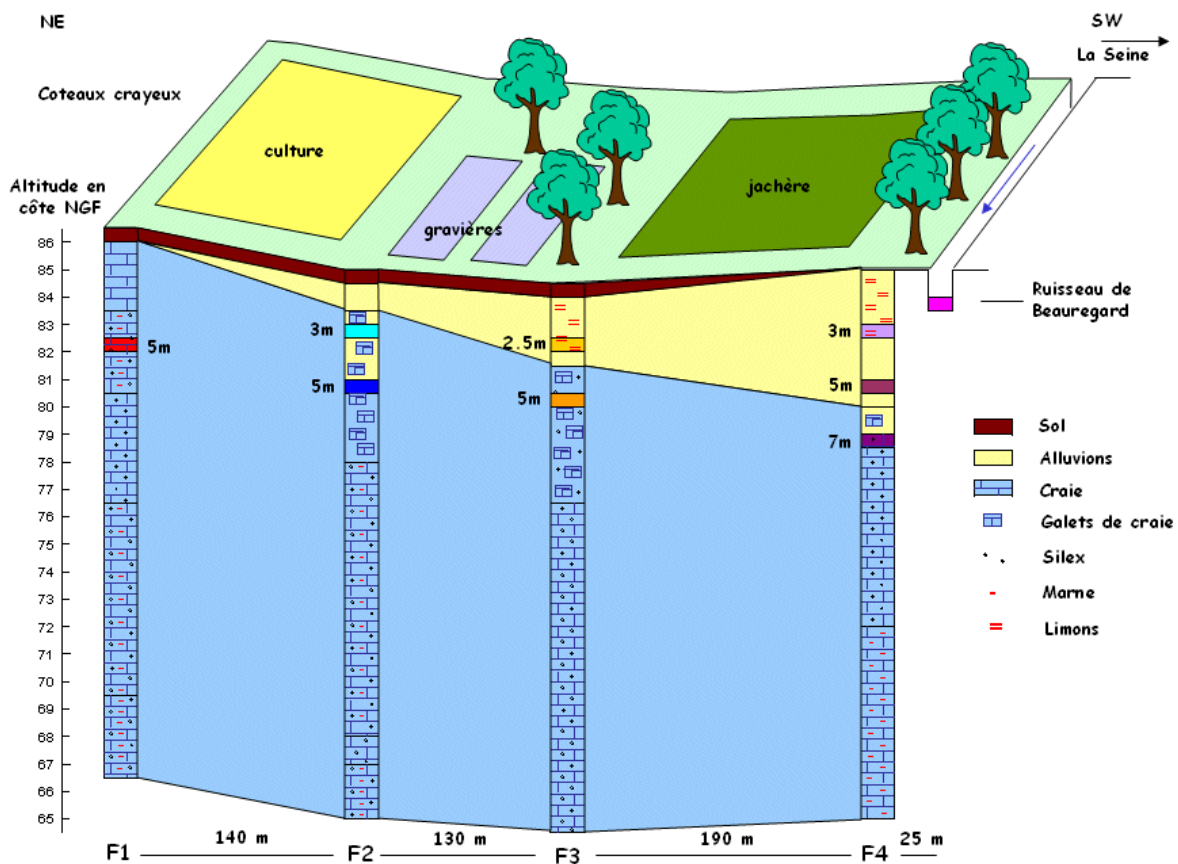 NE
SW
La Seine
Coteaux crayeux
culture
Altitude en
côte NGF
jachère
gravières
86
85
84
83
82
81
80
79
78
77
76
75
74
73
72
71
70
69
68
67
66
65
5m
3m
5m
2.5m
5m
3m
5m
7m
Ruisseau de
Beauregard
Sol
Alluvions
Craie
Galets de craie
Silex
Marne
Limons
140 m
130 m
190 m
25 m
F1
F2
F3
F4